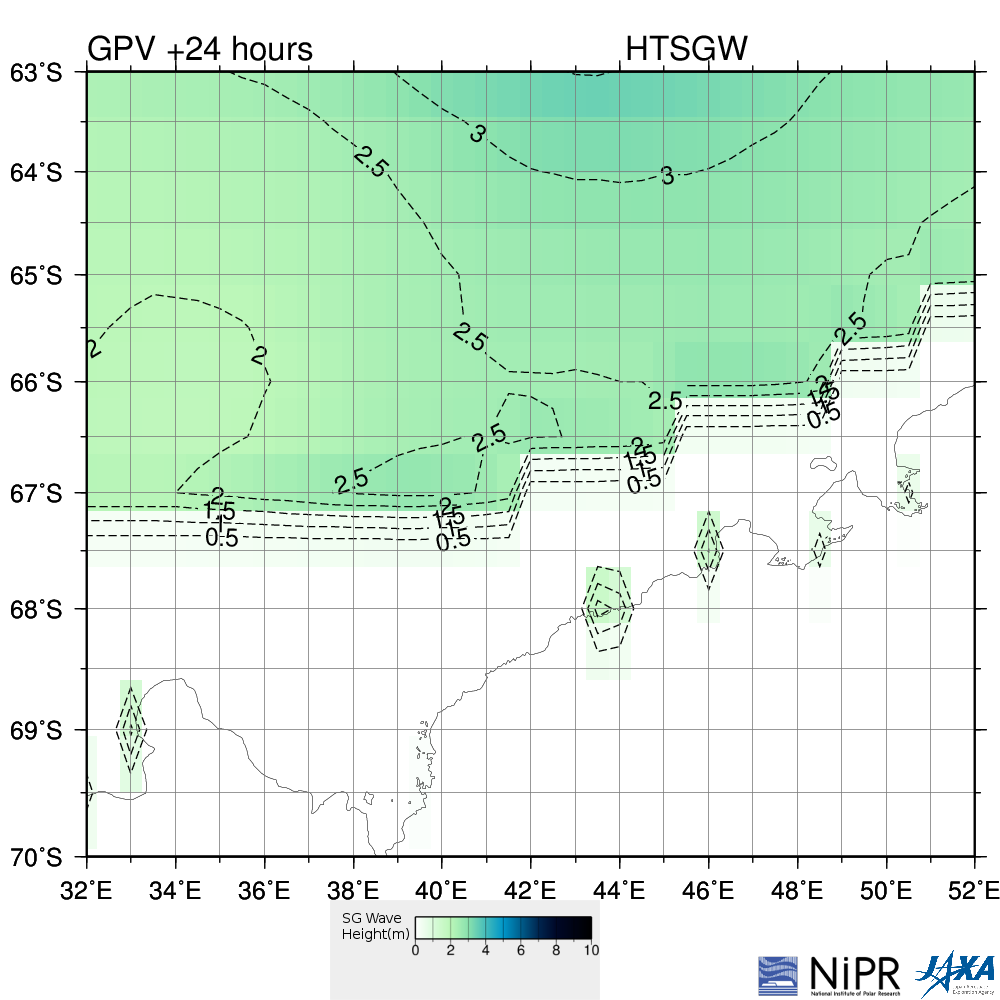 GPV +24 hours HTSGW
63°S
3
2.5
3
64°S
65°S
2.5
2.5
2
2
66°S
2.5
2
1.5
1
0.5
2.5
2
1.5
1
0.5
2.5
67°S
2
1.5
1
0.5
2
1.5
1
0.5
68°S
69°S
70°S
32°E 34°E 36°E 38°E 40°E 42°E 44°E 46°E 48°E 50°E 52°E
SG Wave
Height(m)
0 2 4 6 8 10
NiPR
National Institute of Polar Research
JAXA
Japan Aerospace
Exploration Agency